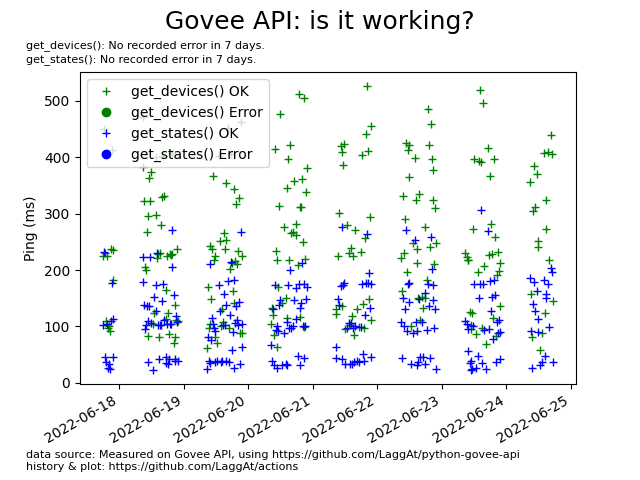 Govee API: is it working?
get_devices(): No recorded error in 7 days.
get_states(): No recorded error in 7 days.
get_devices() OK
get_devices() Error
get_states() OK
get_states() Error
Ping (ms)
500
400
300
200
100
0
2022-06-18
2022-06-19
2022-06-20
2022-06-21
2022-06-22
2022-06-23
2022-06-24
2022-06-25
data source: Measured on Govee API, using https://github.com/LaggAt/python-govee-api
history & plot: https://github.com/LaggAt/actions